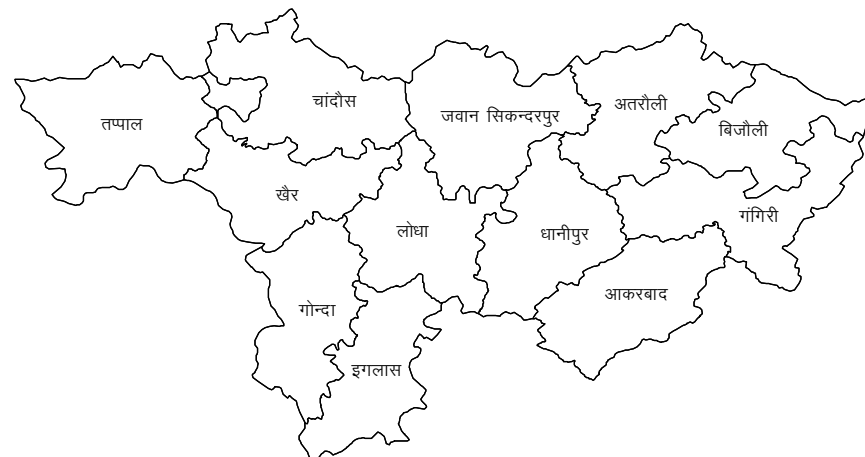 चांदौस
अतरौली
जवान सिकन्दरपुर
तप्पाल
बिजौली
खैर
गंगिरी
लोधा
धानीपुर
आकरबाद
गोन्दा
इगलास